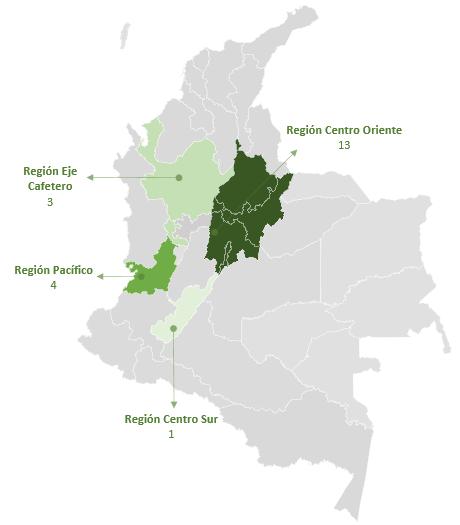 Región Centro Oriente
13
Región Eje
Cafetero
3
Región Pacífico
4
Región Centro Sur
1